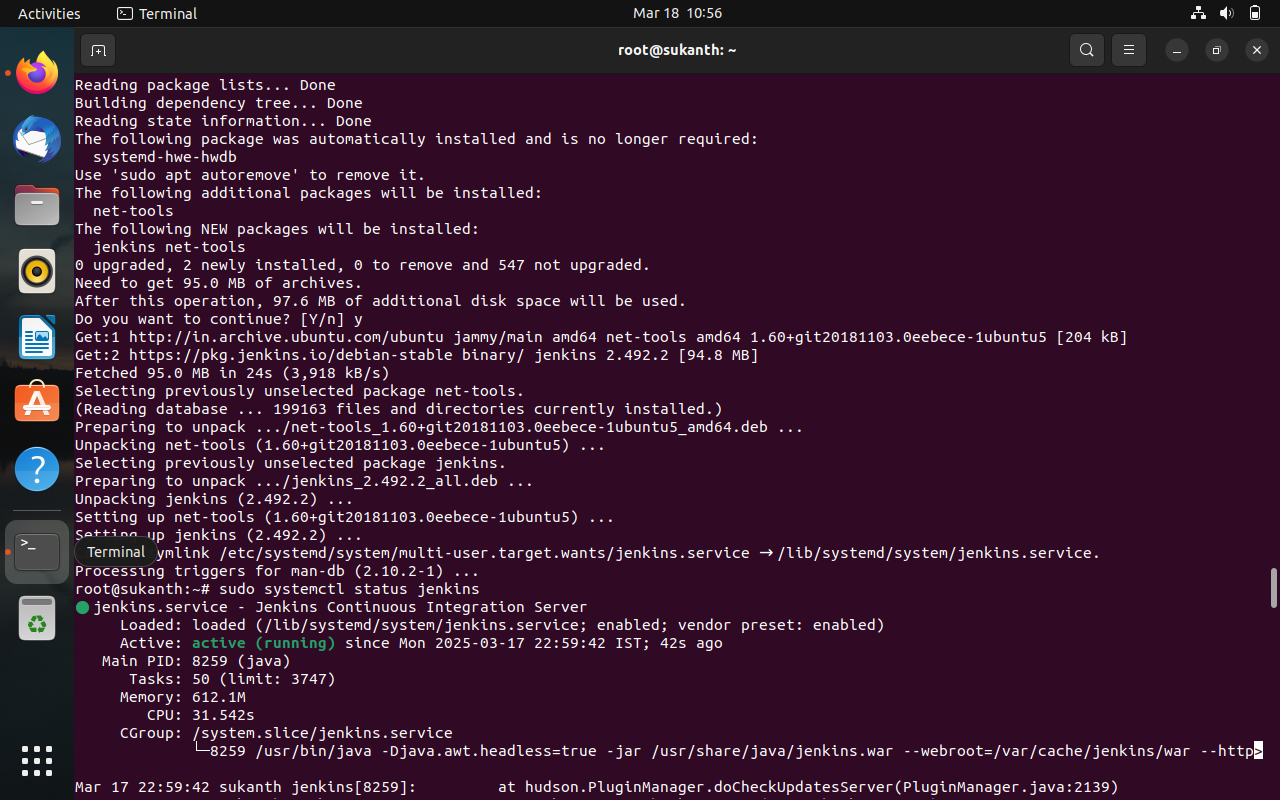 Activities
Terminal
Mar 18 10:56
root@sukanth: ~
Reading package lists... Done
Building dependency tree... Done
Reading state information... Done
The following package was automatically installed and is no longer required:
  systemd-hwe-hwdb
Use 'sudo apt autoremove' to remove it.
The following additional packages will be installed:
  net-tools
The following NEW packages will be installed:
  jenkins net-tools
0 upgraded, 2 newly installed, 0 to remove and 547 not upgraded.
Need to get 95.0 MB of archives.
After this operation, 97.6 MB of additional disk space will be used.
Do you want to continue? [Y/n] y
Get:1 http://in.archive.ubuntu.com/ubuntu jammy/main amd64 net-tools amd64 1.60+git20181103.0eebece-1ubuntu5 [204 kB]
Get:2 https://pkg.jenkins.io/debian-stable binary/ jenkins 2.492.2 [94.8 MB]
Fetched 95.0 MB in 24s (3,918 kB/s)
Selecting previously unselected package net-tools.
(Reading database ... 199163 files and directories currently installed.)
Preparing to unpack .../net-tools_1.60+git20181103.0eebece-1ubuntu5_amd64.deb ...
Unpacking net-tools (1.60+git20181103.0eebece-1ubuntu5) ...
Selecting previously unselected package jenkins.
Preparing to unpack .../jenkins_2.492.2_all.deb ...
Unpacking jenkins (2.492.2) ...
Setting up net-tools (1.60+git20181103.0eebece-1ubuntu5) ...
Setting up jenkins (2.492.2) ...
Terminal
ymlink /etc/systemd/system/multi-user.target.wants/jenkins.service → /lib/systemd/system/jenkins.service.
Processing triggers for man-db (2.10.2-1) ...
root@sukanth:~# sudo systemctl status jenkins
● jenkins.service - Jenkins Continuous Integration Server
     Loaded: loaded (/lib/systemd/system/jenkins.service; enabled; vendor preset: enabled)
     Active: active (running) since Mon 2025-03-17 22:59:42 IST; 42s ago
   Main PID: 8259 (java)
      Tasks: 50 (limit: 3747)
     Memory: 612.1M
        CPU: 31.542s
     CGroup: /system.slice/jenkins.service
             └─8259 /usr/bin/java -Djava.awt.headless=true -jar /usr/share/java/jenkins.war --webroot=/var/cache/jenkins/war --http>
Mar 17 22:59:42 sukanth jenkins[8259]:         at hudson.PluginManager.doCheckUpdatesServer(PluginManager.java:2139)